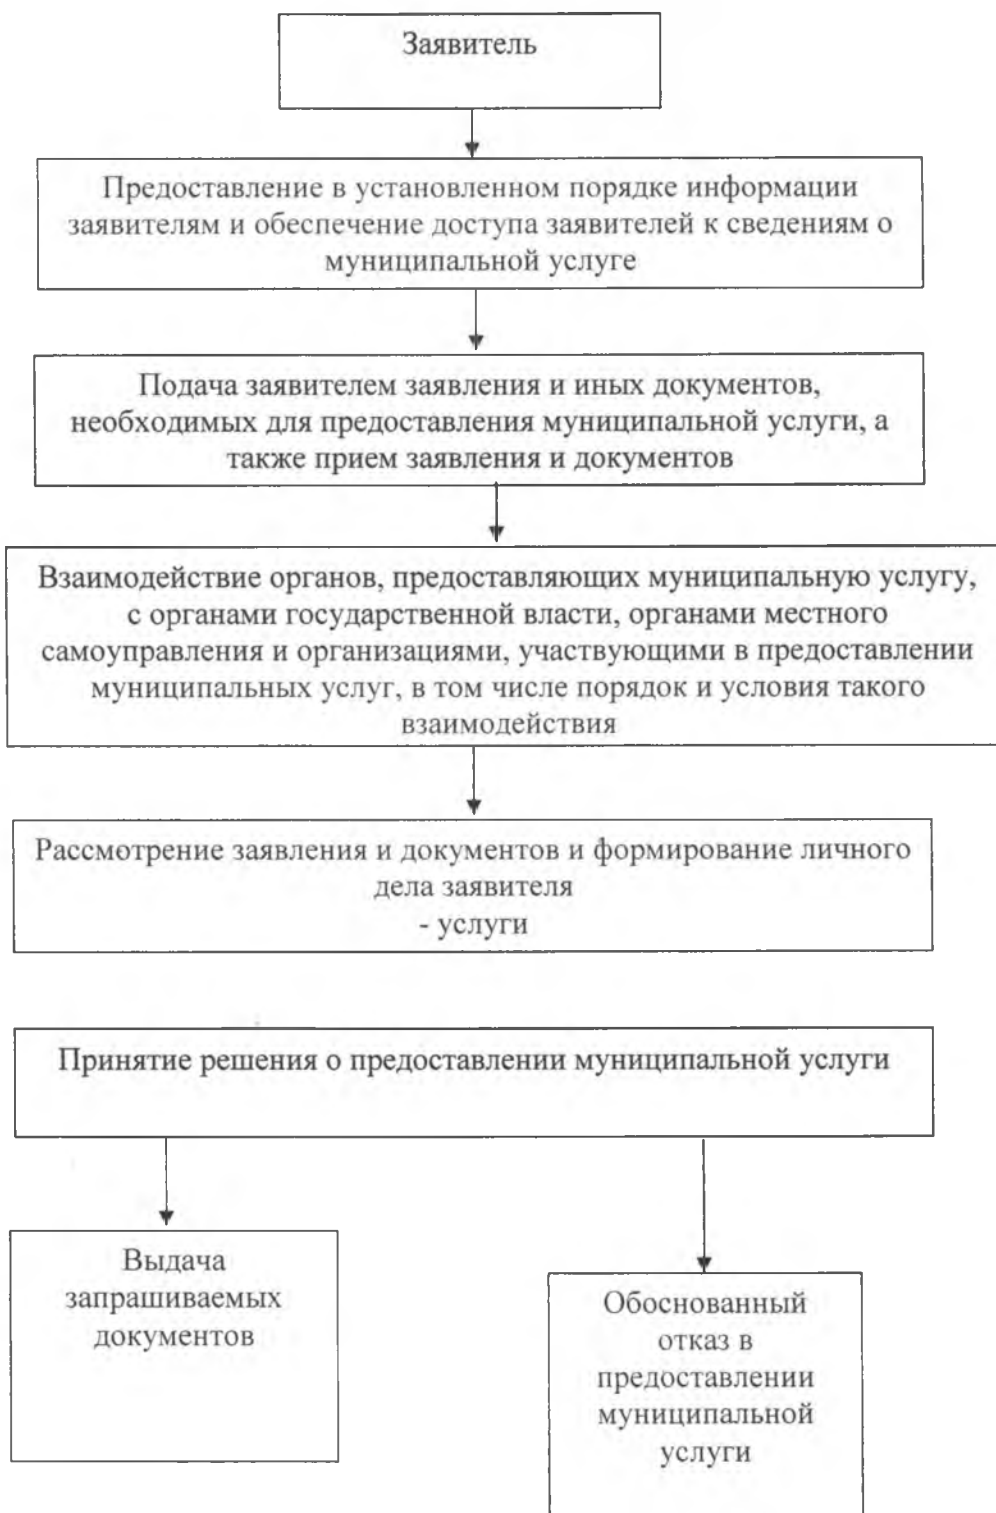 Заявитель
Предоставление в установленном порядке информации
заявителям и обеспечение доступа заявителей к сведениям о
муниципальной услуге
Подача заявителем заявления и иных документов,
необходимых для предоставления муниципальной услуги, а
также прием заявления и документов
Взаимодействие органов, предоставляющих муниципальную услугу,
с органами государственной власти, органами местного
самоуправления и организациями, участвующими в предоставлении
муниципальных услуг, в том числе порядок и условия такого
взаимодействия
Рассмотрение заявления и документов и формирование личного
дела заявителя
- услуги
Принятие решения о предоставлении муниципальной услуги
Выдача
запрашиваемых
документов
Обоснованный
отказ в
предоставлении
муниципальной
услуги